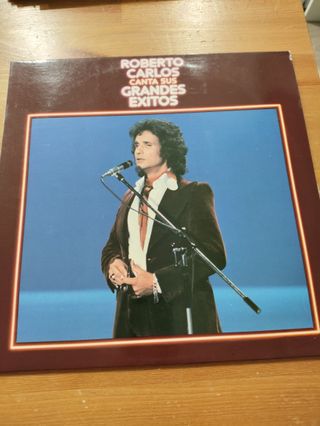 ROBERTO
CARLOS
CANTA SUS
GRANDES
EXITOS